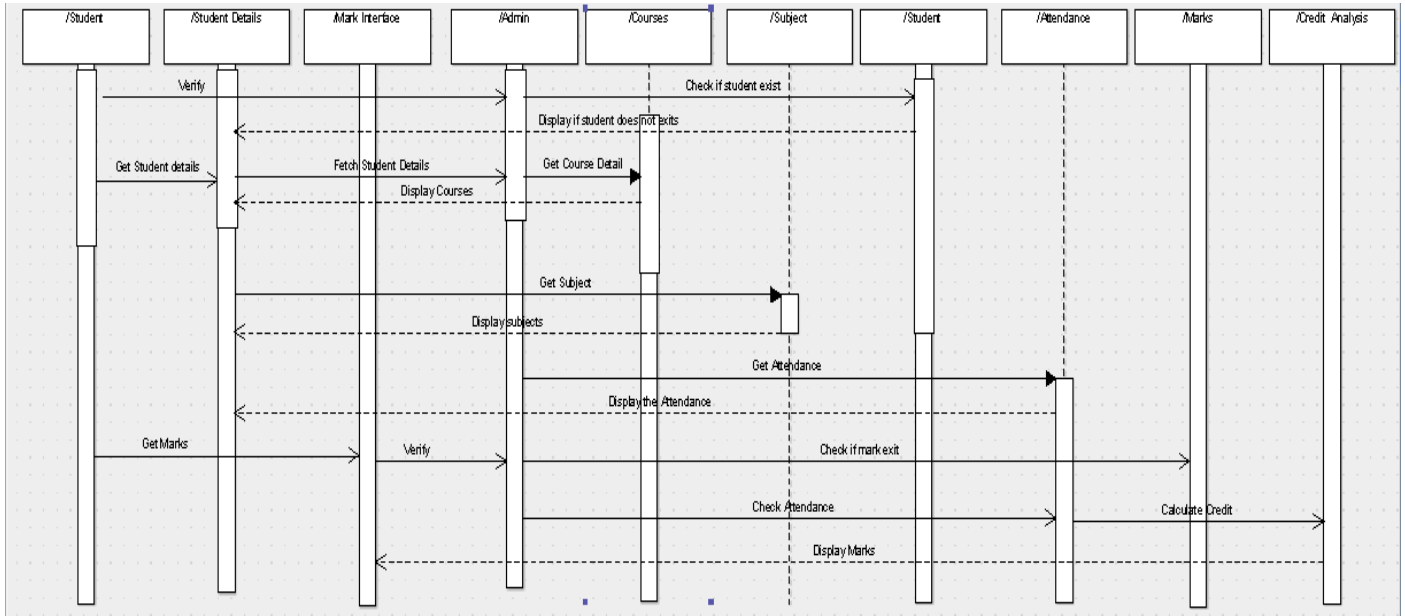 /Student
/Student Details
/Mark Interface
/Admin
/Courses
/Subject
/Student
/Attendance
/Marks
/Credit Analysis
Verify
Check if student exist
Display if student does not exits
Get Student details
Fetch Student Details
Get Course Detail
Display Courses
Get Subject
Display subjects
Get Attendance
Display the Attendance
Get Marks
Verify
Check if mark exit
Check Attendance
Calculate Credit
Display Marks